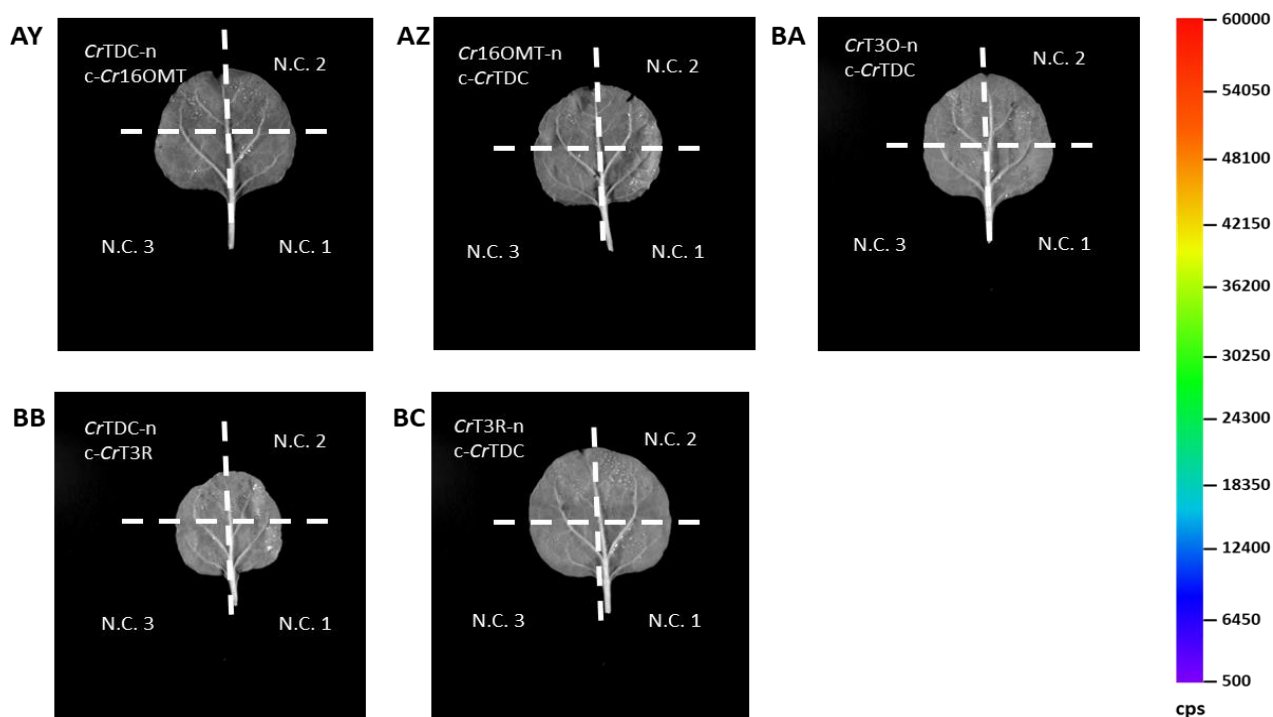 AY
CrTDC-n
c-Cr16OMT
N.C. 2
N.C. 3
N.C. 1
AZ
Cr16OMT-n
c-CrTDC
N.C. 2
N.C. 3
N.C. 1
BA
CrT3O-n
c-CrTDC
N.C. 2
N.C. 3
N.C. 1
BB
CrTDC-n
c-CrT3R
N.C. 2
N.C. 3
N.C. 1
BC
CrT3R-n
c-CrTDC
N.C. 2
N.C. 3
N.C. 1
60000
54050
48100
42150
36200
30250
24300
18350
12400
6450
500
cps